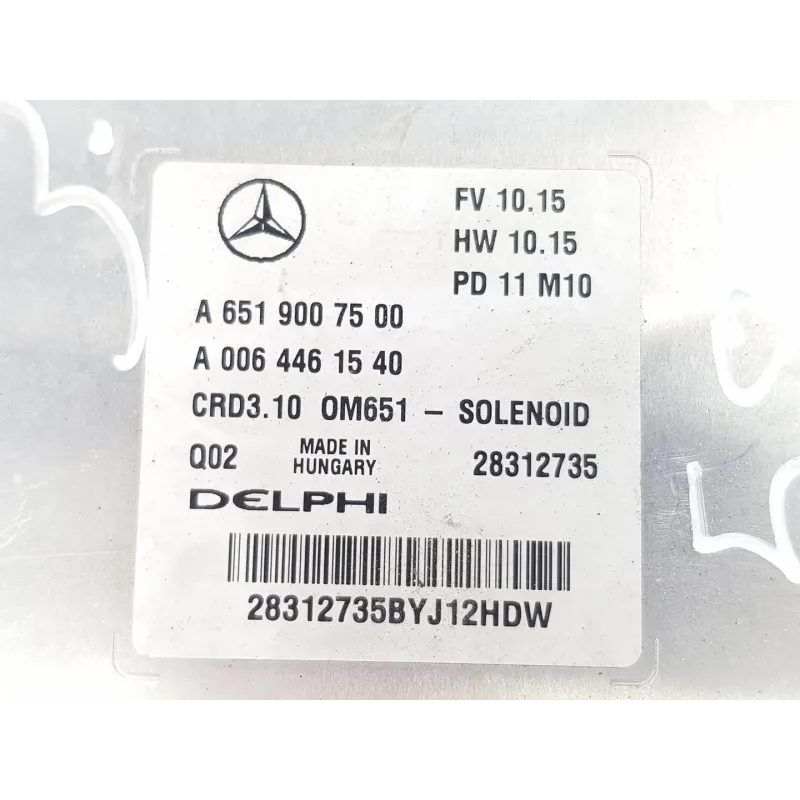 FV 10.15
HW 10.15
PD 11 M10
A 651 900 75 00
A 006 446 15 40
CRD3.10 OM651 – SOLENOID
Q02 MADE IN HUNGARY 28312735
DELPHI
28312735BYJ12HDW